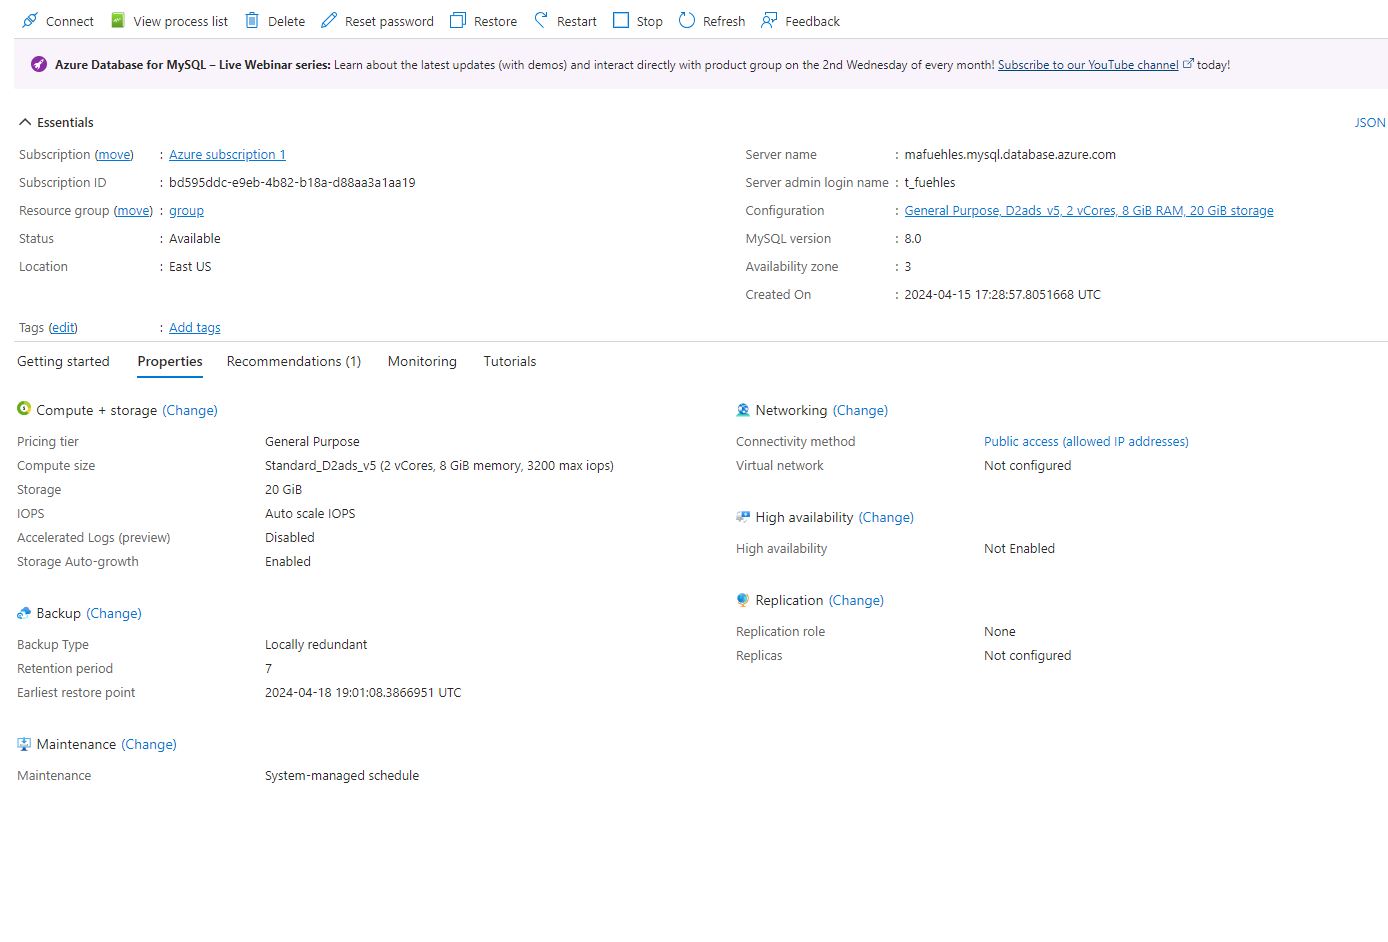 Connect View process list Delete Reset password Restore Restart Stop Refresh Feedback
Azure Database for MySQL – Live Webinar series: Learn about the latest updates (with demos) and interact directly with product group on the 2nd Wednesday of every month! Subscribe to our YouTube channel today!
Essentials JSON
Subscription (move) : Azure subscription 1
Subscription ID : bd595ddc-e9eb-4b82-b18a-d88aa3a1aa19
Resource group (move) : group
Status : Available
Location : East US
Server name : mafuehles.mysql.database.azure.com
Server admin login name : t_fuehles
Configuration : General Purpose, D2ads_v5, 2 vCores, 8 GiB RAM, 20 GiB storage
MySQL version : 8.0
Availability zone : 3
Created On : 2024-04-15 17:28:57.8051668 UTC
Tags (edit) : Add tags
Getting started Properties Recommendations (1) Monitoring Tutorials
Compute + storage (Change)
Pricing tier General Purpose
Compute size Standard_D2ads_v5 (2 vCores, 8 GiB memory, 3200 max iops)
Storage 20 GiB
IOPS Auto scale IOPS
Accelerated Logs (preview) Disabled
Storage Auto-growth Enabled
Backup (Change)
Backup Type Locally redundant
Retention period 7
Earliest restore point 2024-04-18 19:01:08.3866951 UTC
Maintenance (Change)
Maintenance System-managed schedule
Networking (Change)
Connectivity method Public access (allowed IP addresses)
Virtual network Not configured
High availability (Change)
High availability Not Enabled
Replication (Change)
Replication role None
Replicas Not configured